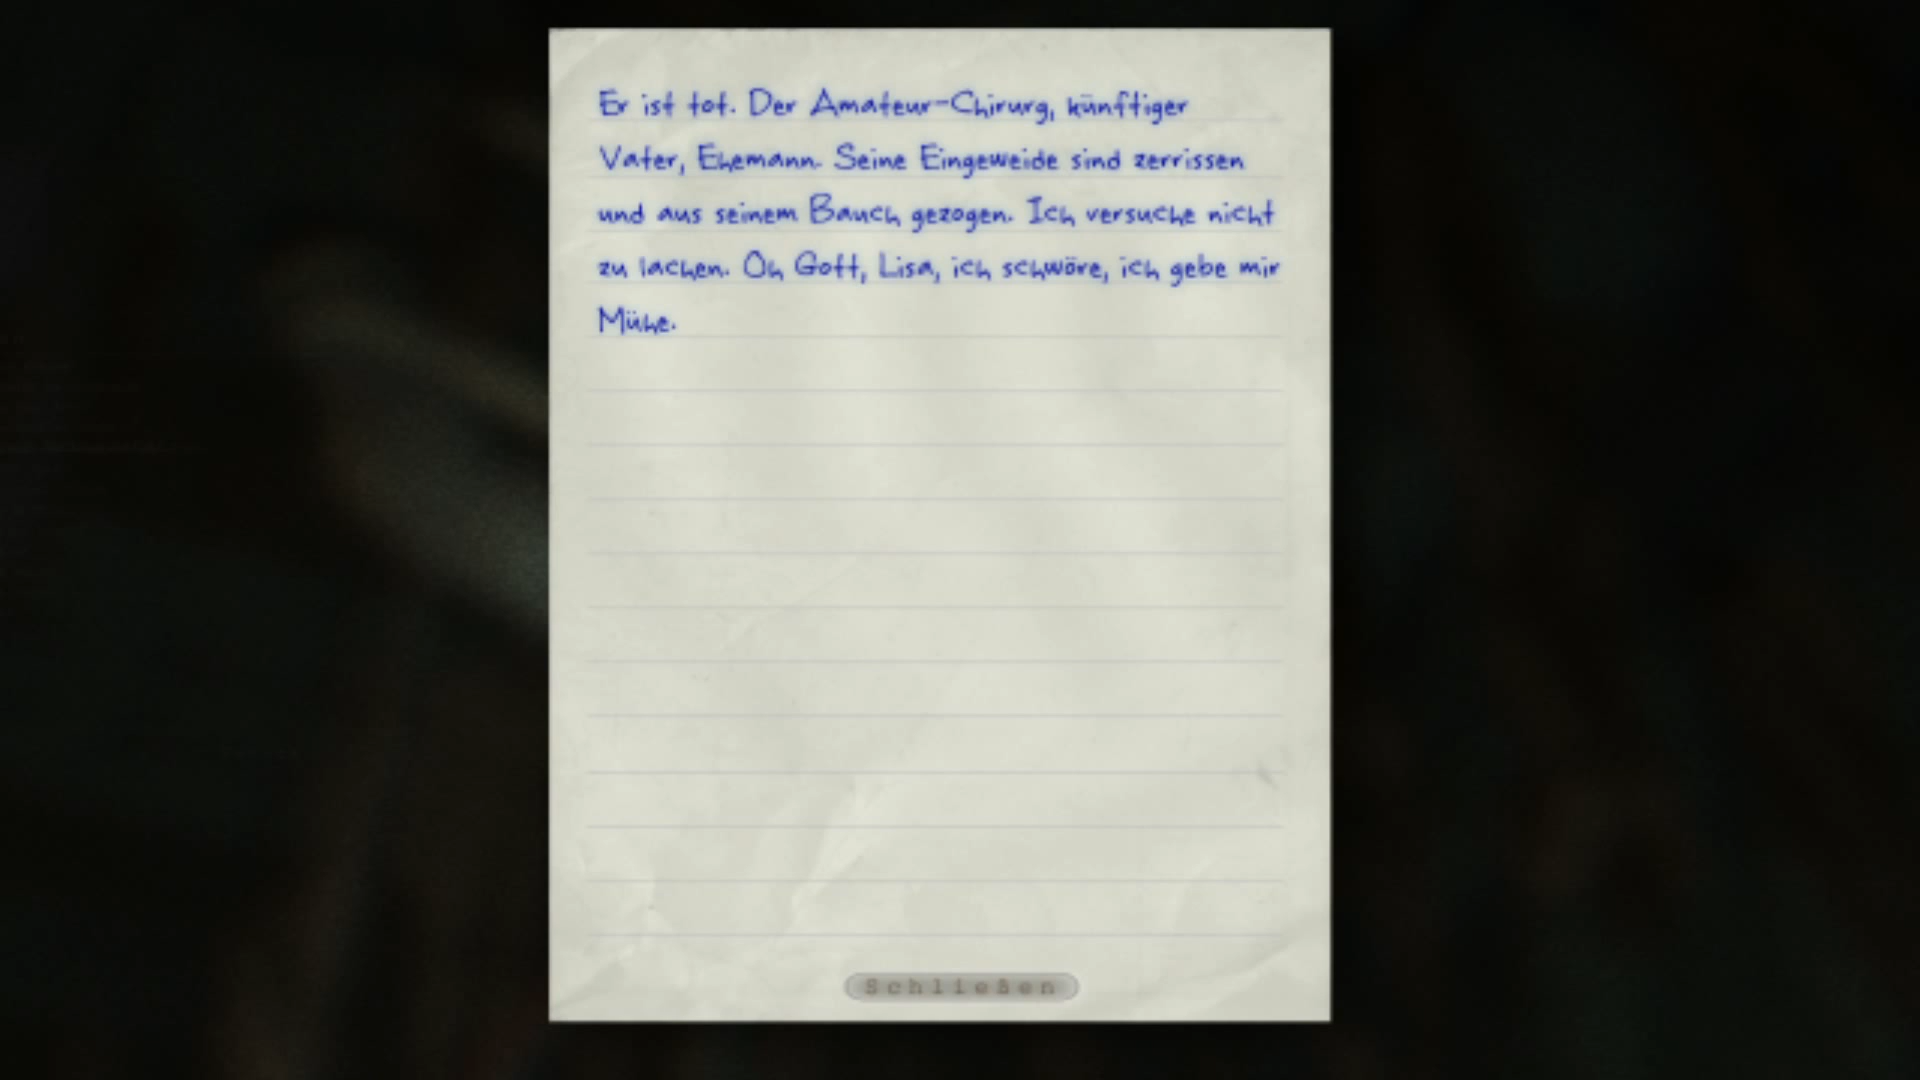 Er ist tot. Der Amateur-Chirurg, künftiger
Vater, Ehemann. Seine Eingeweide sind zerrissen
und aus seinem Bauch gezogen. Ich versuche nicht
zu lachen. Oh Gott, Lisa, ich schwöre, ich gebe mir
Mühe.
Schließen